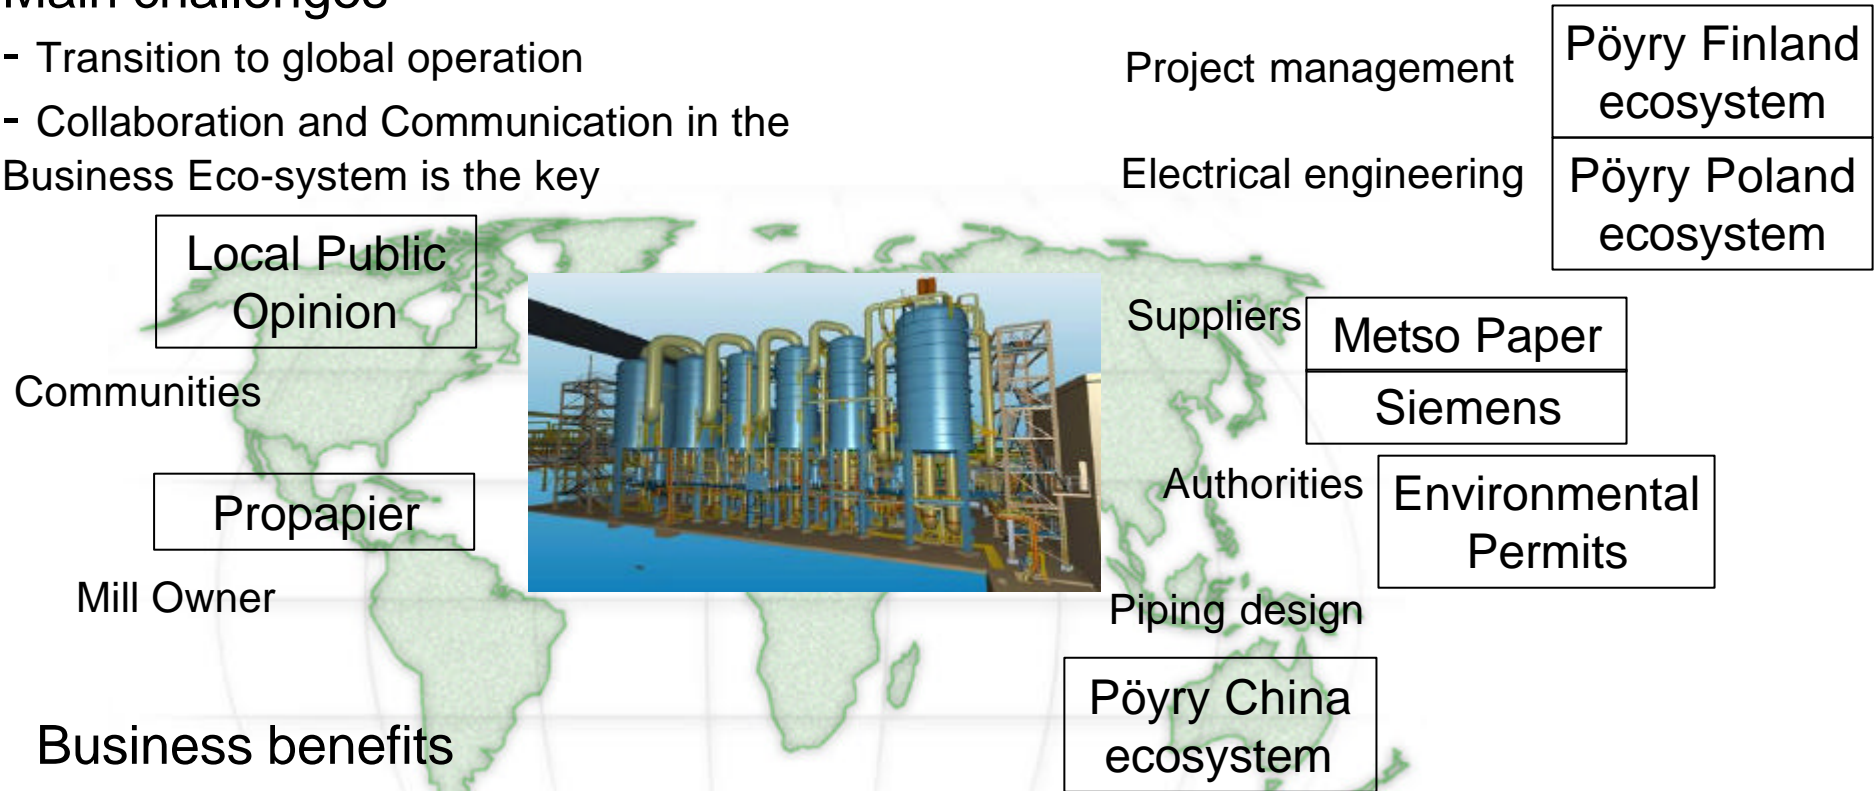 Main challenges
- Transition to global operation
- Collaboration and Communication in the
Business Eco-system is the key
Project management
Pöyry Finland
ecosystem
Electrical engineering
Pöyry Poland
ecosystem
Local Public
Opinion
Communities
Suppliers
Metso Paper
Siemens
Propapier
Mill Owner
Authorities
Environmental
Permits
Piping design
Pöyry China
ecosystem
Business benefits